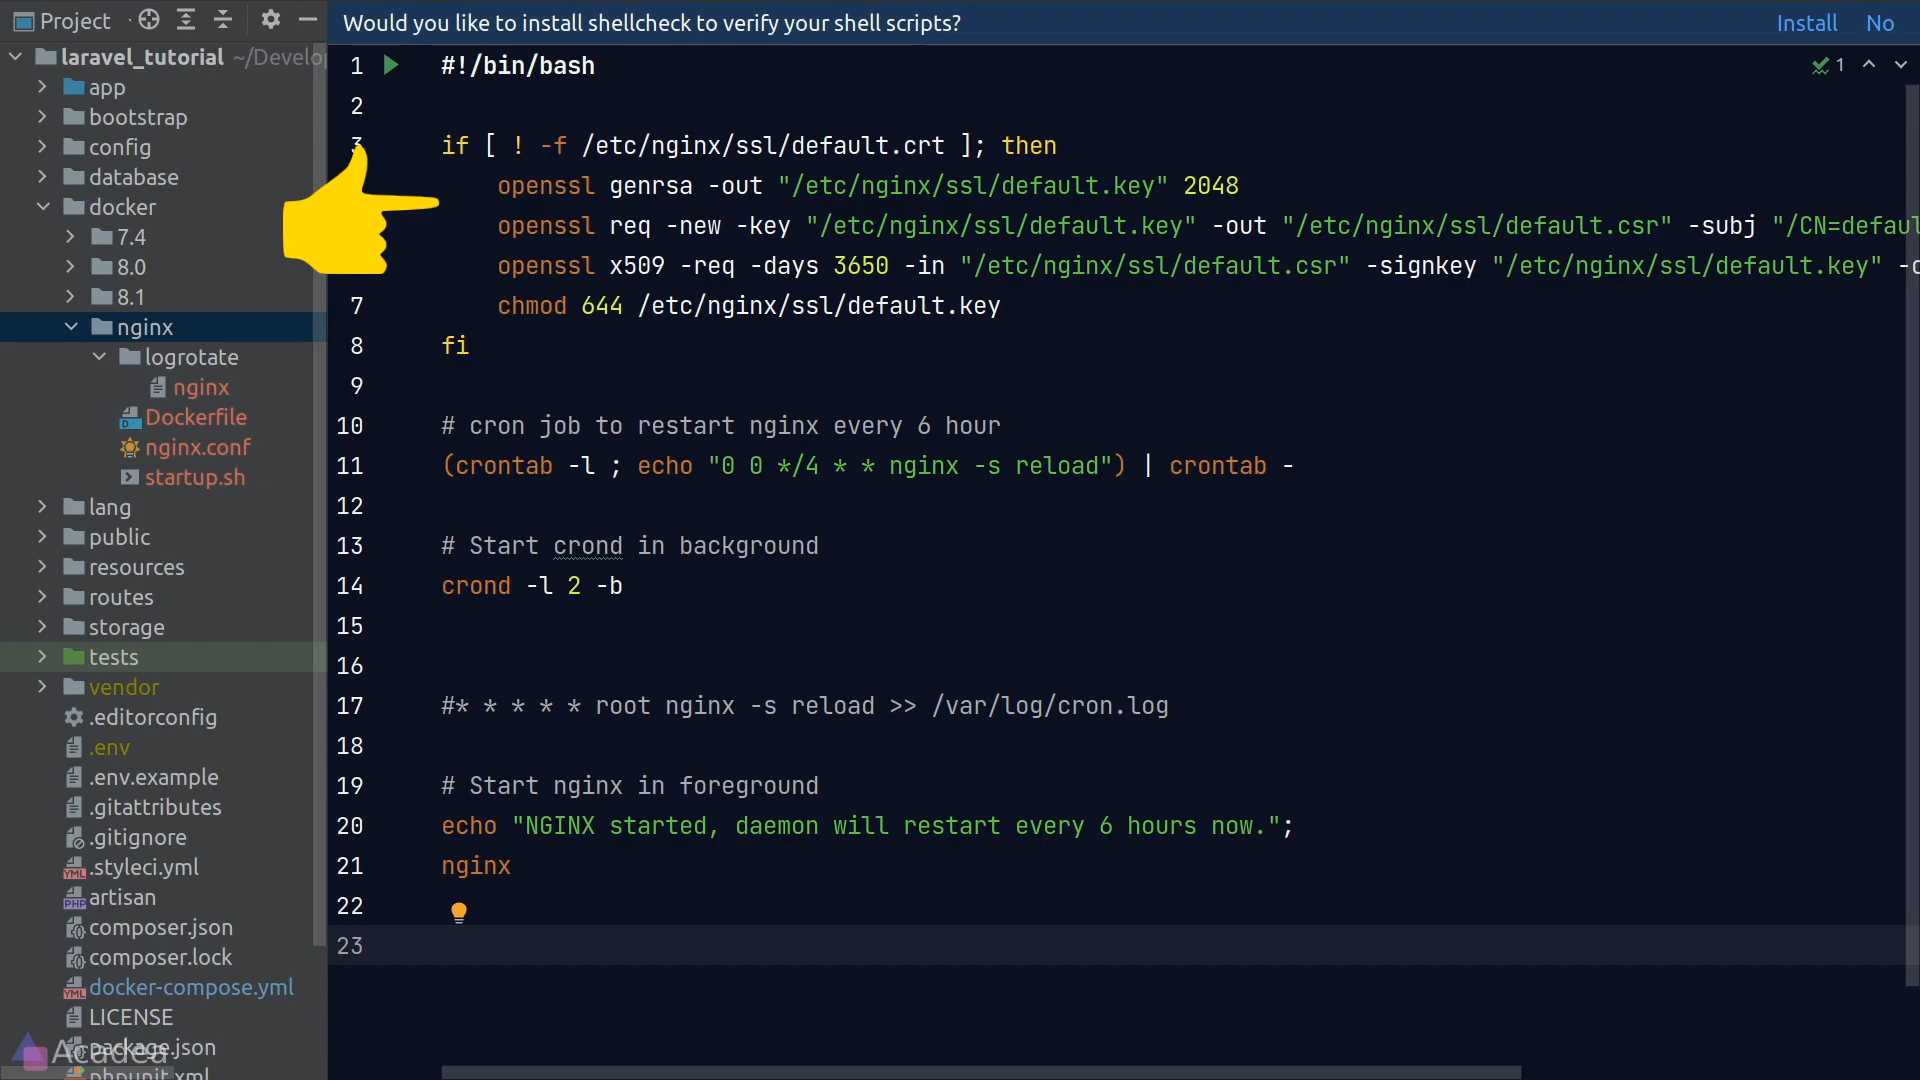 Project
Would you like to install shellcheck to verify your shell scripts?
Install
No
laravel_tutorial ~/Develo
app
bootstrap
config
database
docker
7.4
8.0
8.1
nginx
logrotate
nginx
Dockerfile
nginx.conf
startup.sh
lang
public
resources
routes
storage
tests
vendor
.editorconfig
.env
.env.example
.gitattributes
.gitignore
.styleci.yml
artisan
composer.json
composer.lock
docker-compose.yml
LICENSE
package.json
phpunit.xml
Acadea
1 #!/bin/bash
1
2
3 if [ ! -f /etc/nginx/ssl/default.crt ]; then
openssl genrsa -out "/etc/nginx/ssl/default.key" 2048
openssl req -new -key "/etc/nginx/ssl/default.key" -out "/etc/nginx/ssl/default.csr" -subj "/CN=defaul
openssl x509 -req -days 3650 -in "/etc/nginx/ssl/default.csr" -signkey "/etc/nginx/ssl/default.key" -o
7 chmod 644 /etc/nginx/ssl/default.key
8 fi
9
10 # cron job to restart nginx every 6 hour
11 (crontab -l ; echo "0 0 */4 * * nginx -s reload") | crontab -
12
13 # Start crond in background
14 crond -l 2 -b
15
16
17 #* * * * * root nginx -s reload >> /var/log/cron.log
18
19 # Start nginx in foreground
20 echo "NGINX started, daemon will restart every 6 hours now.";
21 nginx
22
23